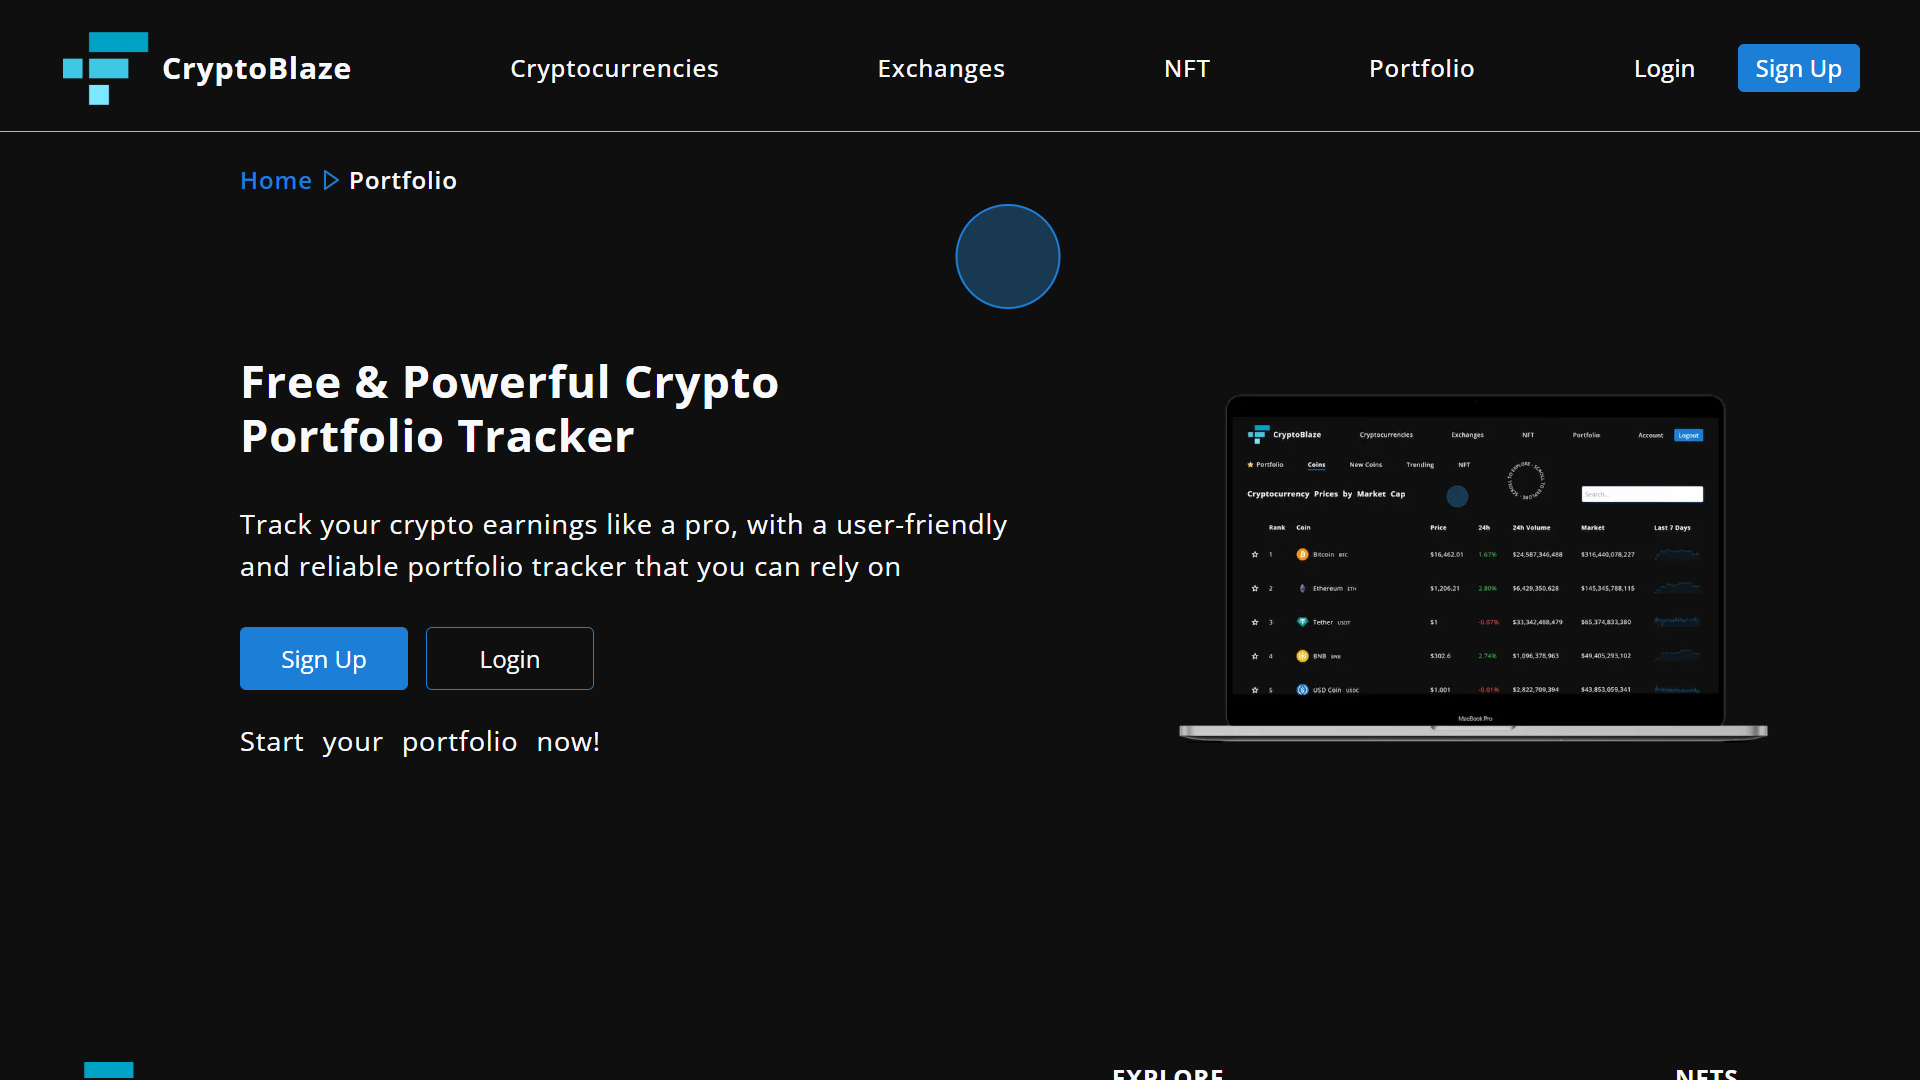 CryptoBlaze
Cryptocurrencies
Exchanges
NFT
Portfolio
Login
Sign Up
Home
Portfolio
Free & Powerful Crypto
Portfolio Tracker
Track your crypto earnings like a pro, with a user-friendly
and reliable portfolio tracker that you can rely on
Sign Up
Login
Start your portfolio now!
CryptoBlaze
Cryptocurrencies
Exchanges
NFT
Portfolio
Account
Logout
Portfolio
Coins
New Coins
Trending
NFT
SCROLL TO EXPLORE - SCROLL TO EXPLORE -
Cryptocurrency Prices by Market Cap
Search...
Rank Coin Price 24h 24h Volume Market Last 7 Days
1 Bitcoin BTC $16,462.01 1.67% $24,587,346,488 $316,440,078,227
2 Ethereum ETH $1,206.21 2.80% $6,429,350,628 $145,345,788,115
3 Tether USDT $1 -0.07% $33,342,488,479 $65,374,833,380
4 BNB BNB $302.6 2.74% $1,096,378,963 $49,405,293,102
5 USD Coin USDC $1.001 -0.01% $2,822,709,394 $43,853,059,341
MacBook Pro
EXPLORE
NFTS